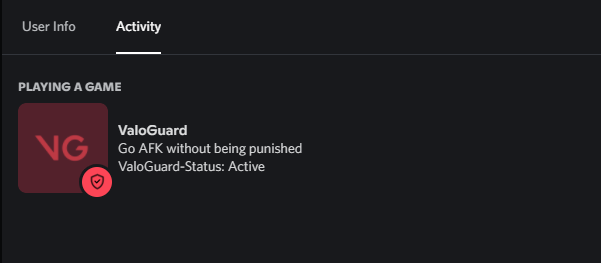 User Info Activity
PLAYING A GAME
VG
ValoGuard
Go AFK without being punished
ValoGuard-Status: Active